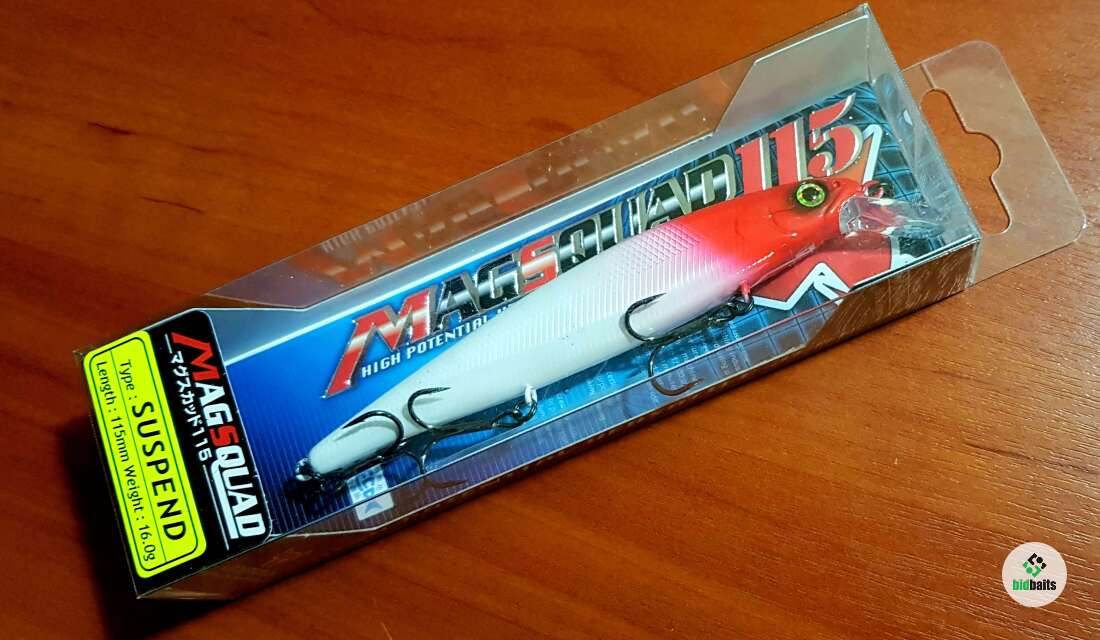 MAGSQUAD115
HIGH POTENTIAL
MAGSQUAD
マグスカッド115
Type : SUSPEND
Length : 115mm Weight : 16.0g
bidbaits